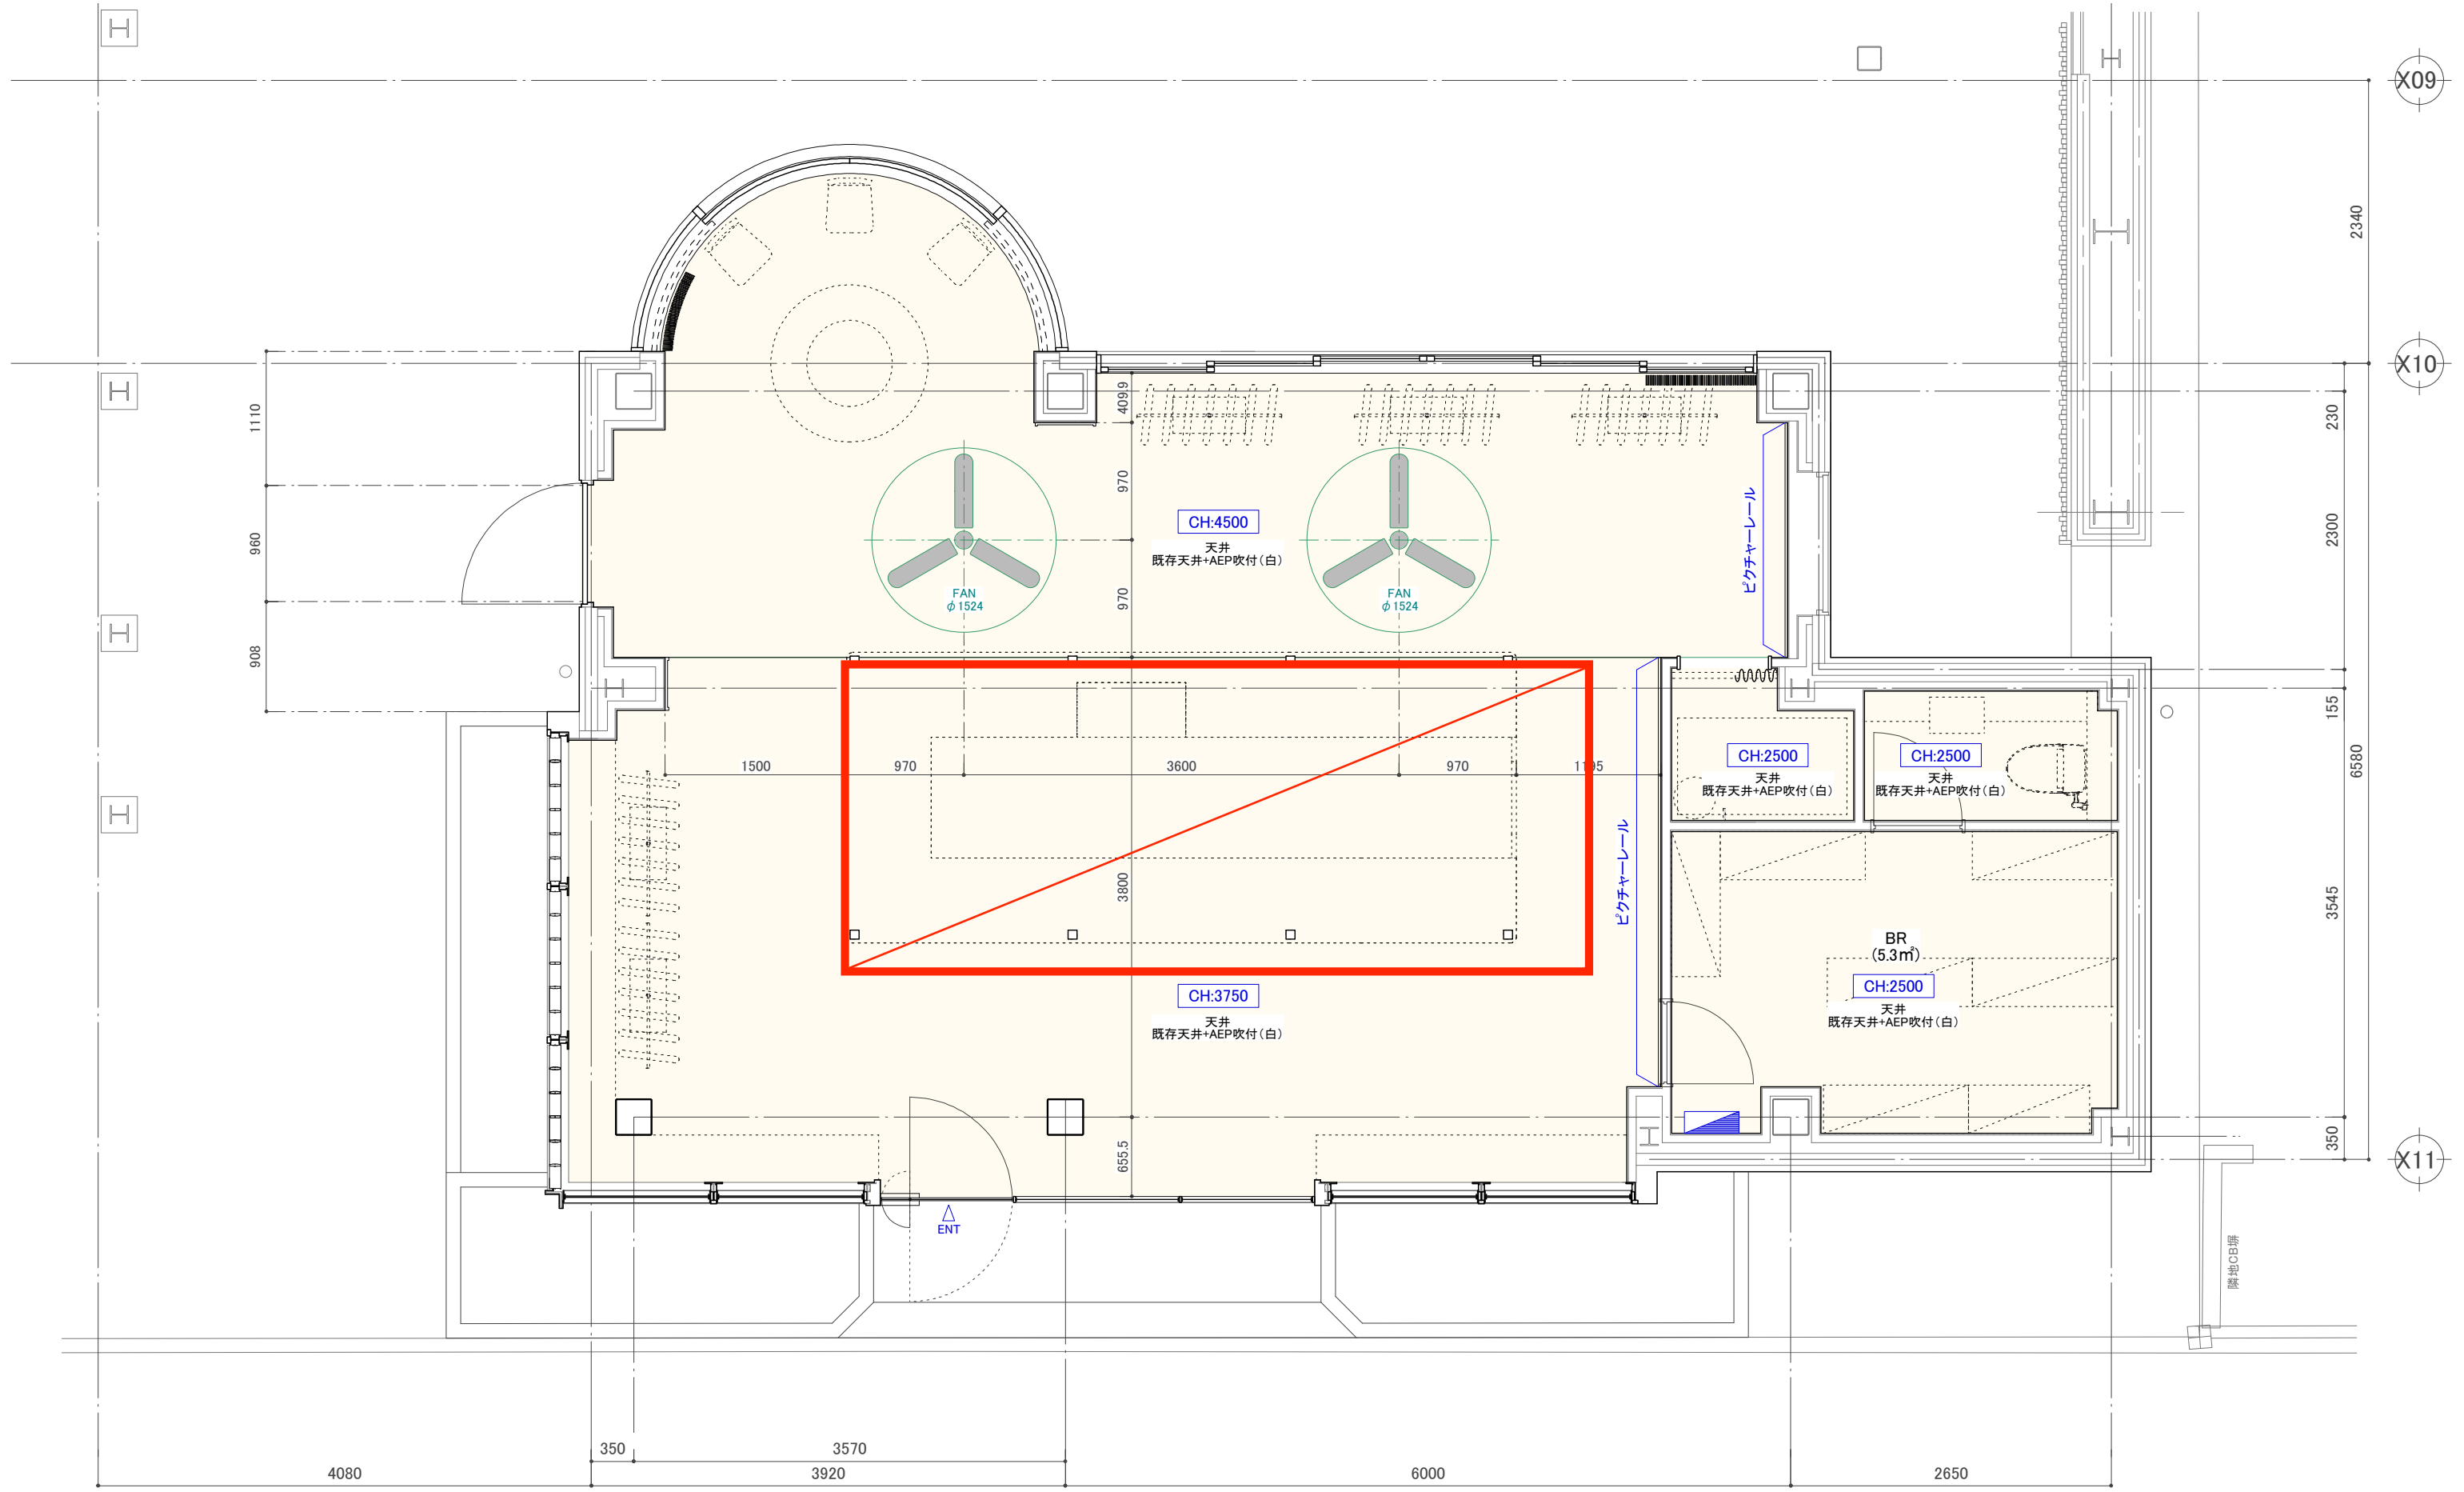 H
H
X09
2340
H
H
X10
1110
409.9
230
H
ピクチャーレール
970
CH:4500
天井
既存天井+AEP吹付(白)
960
2300
FAN
φ1524
970
FAN
φ1524
H
908
H
H
H
155
CH:2500
天井
既存天井+AEP吹付(白)
CH:2500
天井
既存天井+AEP吹付(白)
6580
1500
970
3600
970
1195
H
ピクチャーレール
3800
3545
BR
(5.3㎡)
CH:2500
天井
既存天井+AEP吹付(白)
CH:3750
天井
既存天井+AEP吹付(白)
H
H
350
655.5
X11
ENT
隣地CB塀
350
3570
4080
3920
6000
2650